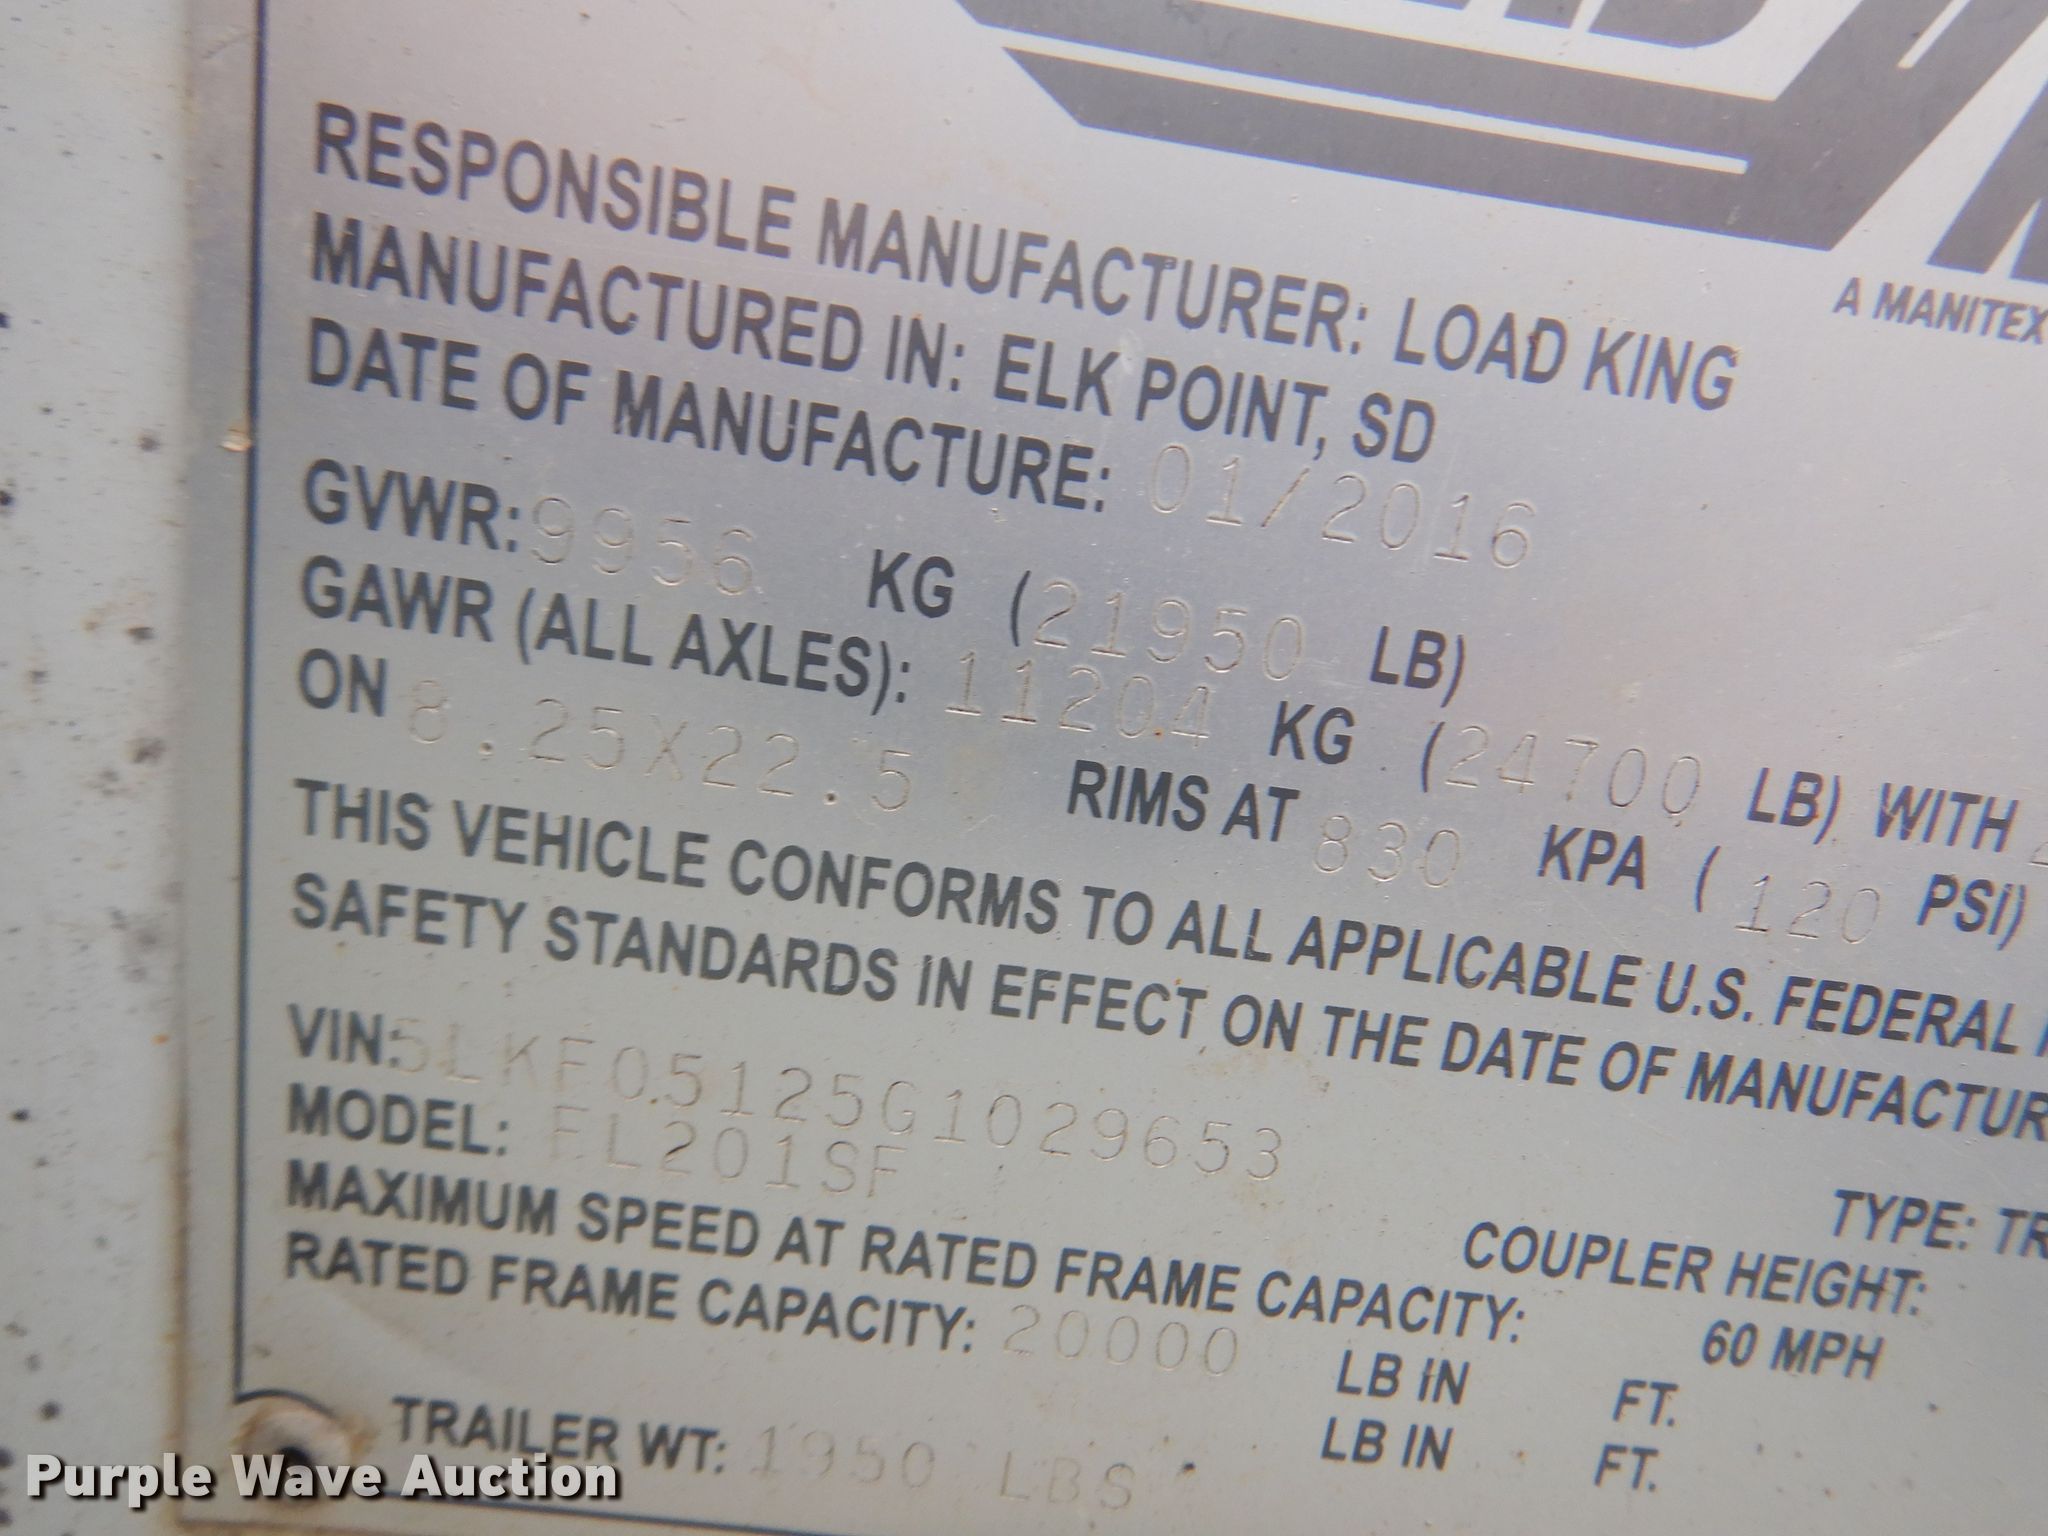 A MANITEX
RESPONSIBLE MANUFACTURER: LOAD KING
MANUFACTURED IN: ELK POINT, SD
DATE OF MANUFACTURE: 01/2016
GVWR: 9956 KG (21950 LB)
GAWR (ALL AXLES): 11204 KG (24700 LB) WITH
ON 8.25X22.5 RIMS AT 830 KPA (120 PSI)
THIS VEHICLE CONFORMS TO ALL APPLICABLE U.S. FEDERAL
SAFETY STANDARDS IN EFFECT ON THE DATE OF MANUFACTUR
VIN: 5LKF05125G1029653
MODEL: FL201SF TYPE: TR
COUPLER HEIGHT:
MAXIMUM SPEED AT RATED FRAME CAPACITY: 60 MPH
RATED FRAME CAPACITY: 20000 LB IN FT.
LB IN FT.
TRAILER WT: 1950 LBS
Purple Wave Auction